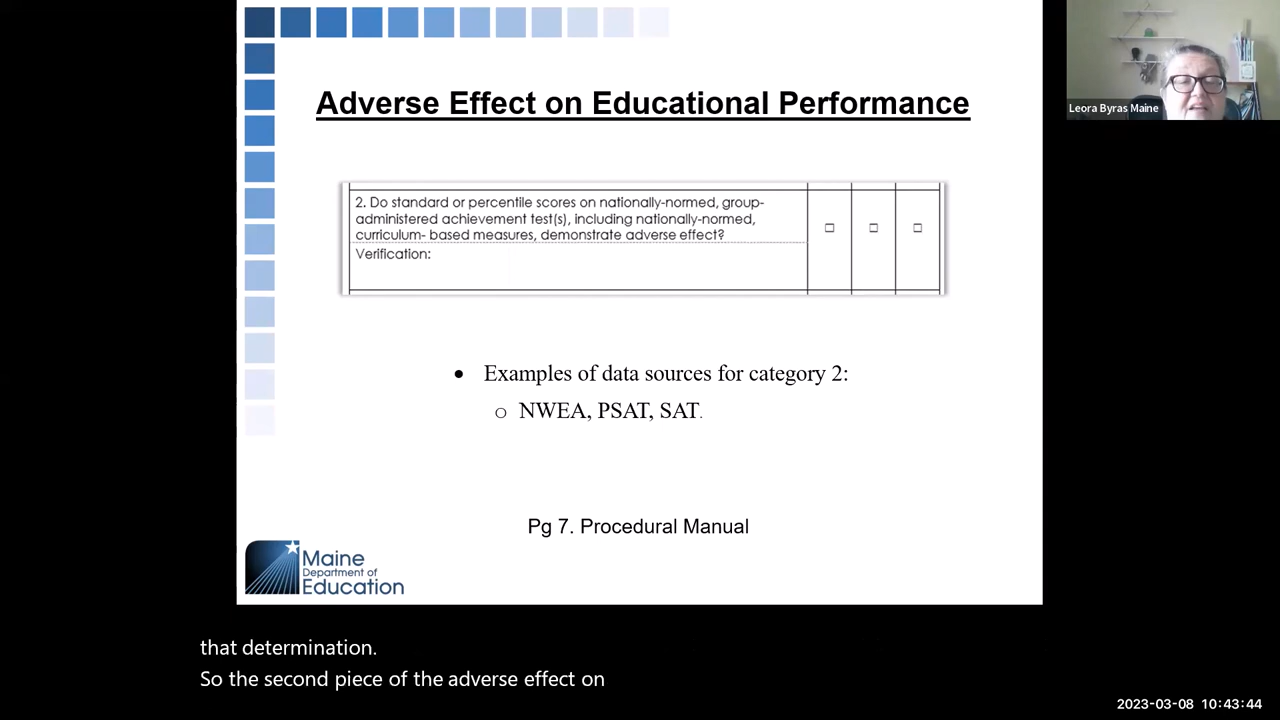 Adverse Effect on Educational Performance
Leora Byras Maine
2. Do standard or percentile scores on nationally-normed, group-
administered achievement test(s), including nationally-normed,
curriculum- based measures, demonstrate adverse effect?
Verification:
• Examples of data sources for category 2:
o NWEA, PSAT, SAT.
Pg 7. Procedural Manual
Maine
Department of
Education
that determination.
So the second piece of the adverse effect on
2023-03-08 10:43:44